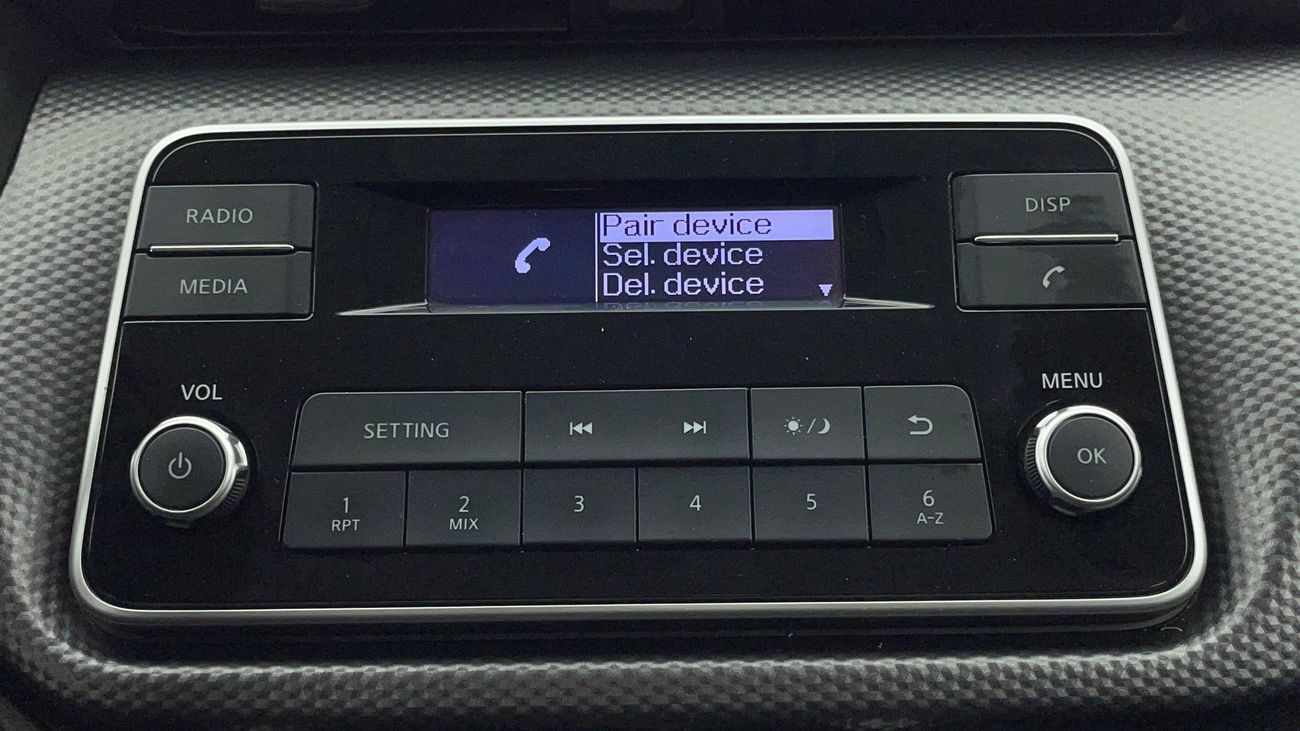 RADIO
MEDIA
Pair device
Sel. device
Del. device
DISP
VOL
MENU
SETTING
OK
1
RPT
2
MIX
3
4
5
6
A-Z